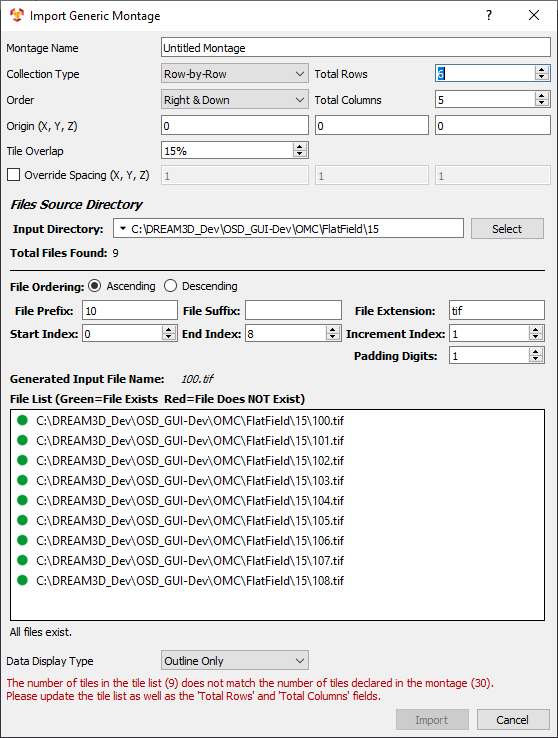 Import Generic Montage ?
Montage Name Untitled Montage
Collection Type Row-by-Row Total Rows 6
Order Right & Down Total Columns 5
Origin (X, Y, Z) 0 0 0
Tile Overlap 15%
Override Spacing (X, Y, Z) 1 1 1
Files Source Directory
Input Directory: C:\DREAM3D_Dev\OSD_GUI-Dev\OMC\FlatField\15 Select
Total Files Found: 9
File Ordering: Ascending Descending
File Prefix: 10 File Suffix: File Extension: tif
Start Index: 0 End Index: 8 Increment Index: 1
Padding Digits: 1
Generated Input File Name: 100.tif
File List (Green=File Exists Red=File Does NOT Exist)
C:\DREAM3D_Dev\OSD_GUI-Dev\OMC\FlatField\15\100.tif
C:\DREAM3D_Dev\OSD_GUI-Dev\OMC\FlatField\15\101.tif
C:\DREAM3D_Dev\OSD_GUI-Dev\OMC\FlatField\15\102.tif
C:\DREAM3D_Dev\OSD_GUI-Dev\OMC\FlatField\15\103.tif
C:\DREAM3D_Dev\OSD_GUI-Dev\OMC\FlatField\15\104.tif
C:\DREAM3D_Dev\OSD_GUI-Dev\OMC\FlatField\15\105.tif
C:\DREAM3D_Dev\OSD_GUI-Dev\OMC\FlatField\15\106.tif
C:\DREAM3D_Dev\OSD_GUI-Dev\OMC\FlatField\15\107.tif
C:\DREAM3D_Dev\OSD_GUI-Dev\OMC\FlatField\15\108.tif
All files exist.
Data Display Type Outline Only
The number of tiles in the tile list (9) does not match the number of tiles declared in the montage (30).
Please update the tile list as well as the 'Total Rows' and 'Total Columns' fields.
Import Cancel